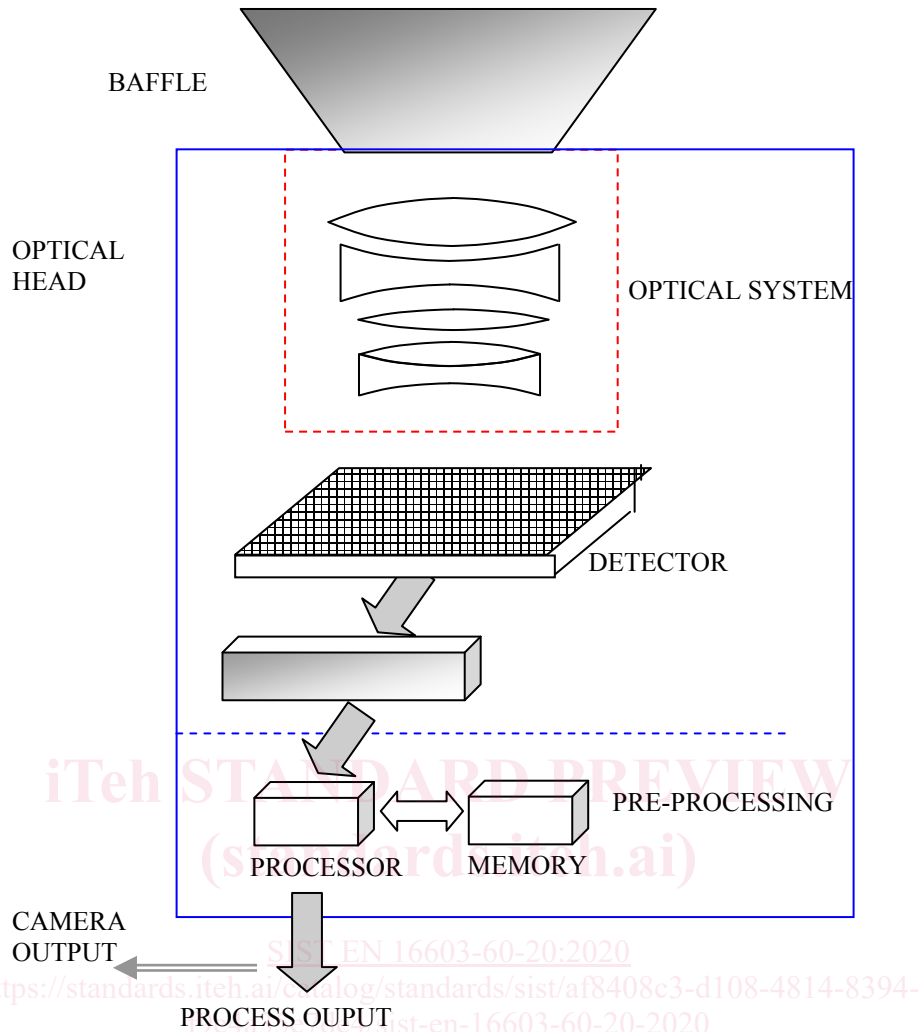 BAFFLE
OPTICAL
HEAD
OPTICAL SYSTEM
DETECTOR
iTeh STANDARD PREVIEW
PRE-PROCESSING
(standards.iteh.ai)
PROCESSOR
MEMORY
CAMERA
OUTPUT
SIST EN 16603-60-20:2020
ttps://standards.iteh.ai/catalog/standards/sist/af8408c3-d108-4814-8394-
PROCESS OUPUT
sist-en-16603-60-20-2020